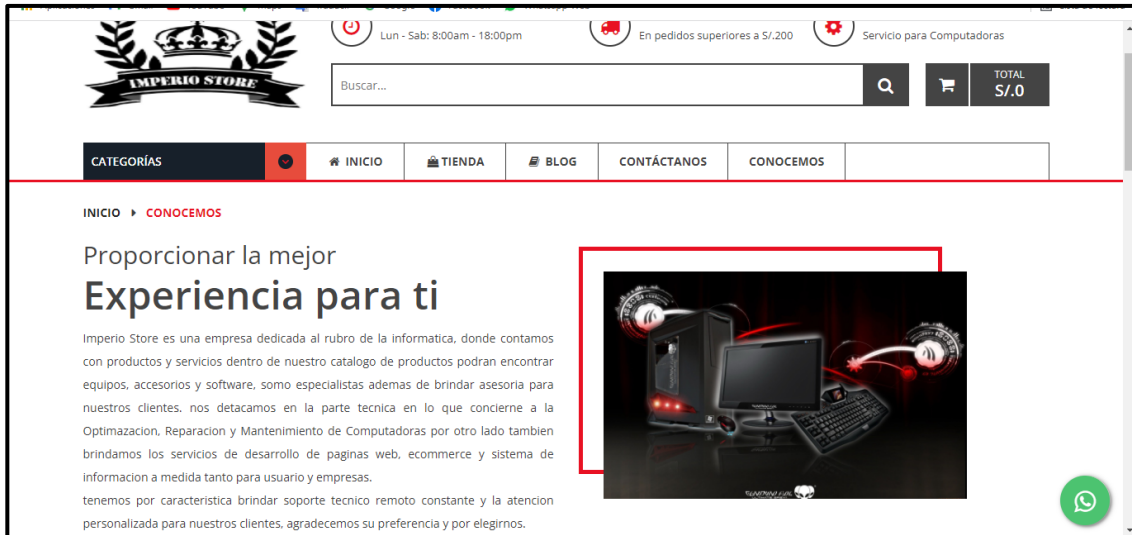 Lun - Sab: 8:00am - 18:00pm
En pedidos superiores a S/.200
Servicio para Computadoras
IMPERIO STORE
Buscar...
TOTAL
S/.0
CATEGORÍAS
INICIO
TIENDA
BLOG
CONTÁCTANOS
CONOCEMOS
INICIO CONOCEMOS
Proporcionar la mejor
Experiencia para ti
Imperio Store es una empresa dedicada al rubro de la informatica, donde contamos
con productos y servicios dentro de nuestro catalogo de productos podran encontrar
equipos, accesorios y software, somo especialistas ademas de brindar asesoria para
nuestros clientes. nos detacamos en la parte tecnica en lo que concierne a la
Optimazacion, Reparacion y Mantenimiento de Computadoras por otro lado tambien
brindamos los servicios de desarrollo de paginas web, ecommerce y sistema de
informacion a medida tanto para usuario y empresas.
tenemos por caracteristica brindar soporte tecnico remoto constante y la atencion
personalizada para nuestros clientes, agradecemos su preferencia y por elegirnos.